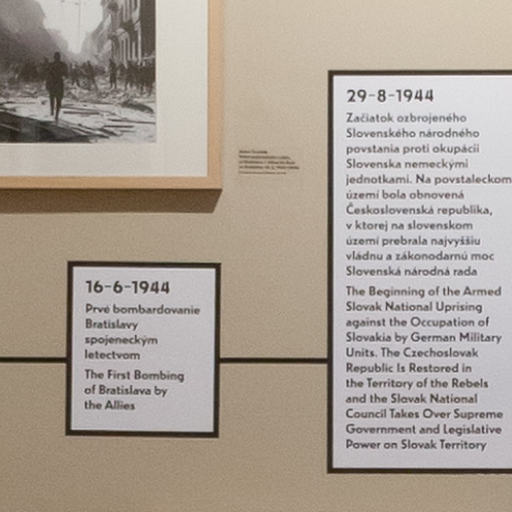 16-6-1944
Prvé bombardovanie
Bratislavy
spojeneckým
letectvom
The First Bombing
of Bratislava by
the Allies
29-8-1944
Začiatok ozbrojeného
Slovenského národného
povstania proti okupácii
Slovenska nemeckými
jednotkami. Na povstaleckom
území bola obnovená
Československá republika,
v ktorej na slovenskom
území prebrala najvyššiu
vládnu a zákonodarnú moc
Slovenská národná rada
The Beginning of the Armed
Slovak National Uprising
against the Occupation of
Slovakia by German Military
Units. The Czechoslovak
Republic Is Restored in
the Territory of the Rebels
and the Slovak National
Council Takes Over Supreme
Government and Legislative
Power on Slovak Territory